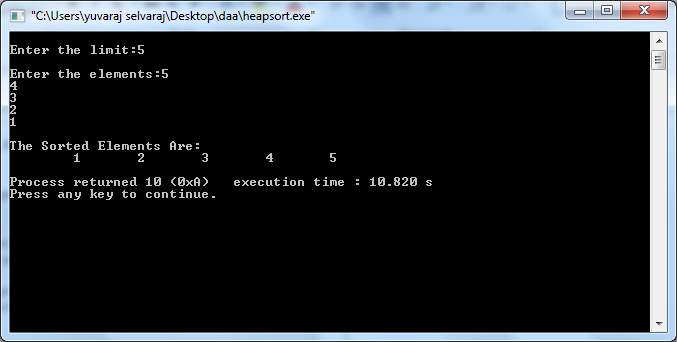 "C:\Users\yuvaraj selvaraj\Desktop\daa\heapsort.exe"
Enter the limit:5
Enter the elements:5
4
3
2
1
The Sorted Elements Are:
1 2 3 4 5
Process returned 10 (0xA) execution time : 10.820 s
Press any key to continue.